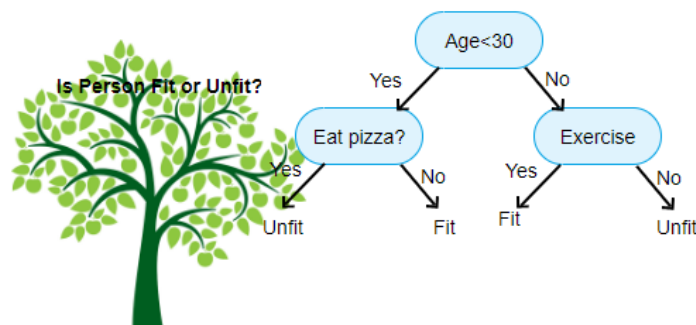 Is Person Fit or Unfit?
Age<30
Yes
No
Eat pizza?
Exercise
Yes
No
Yes
No
Unfit
Fit
Fit
Unfit